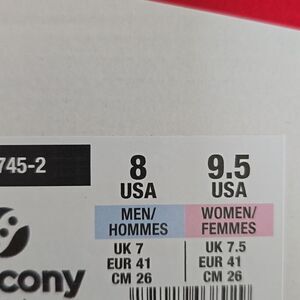 745-2
8 9.5
USA USA
MEN/ WOMEN/
HOMMES FEMMES
UK 7 UK 7.5
EUR 41 EUR 41
CM 26 CM 26
cony